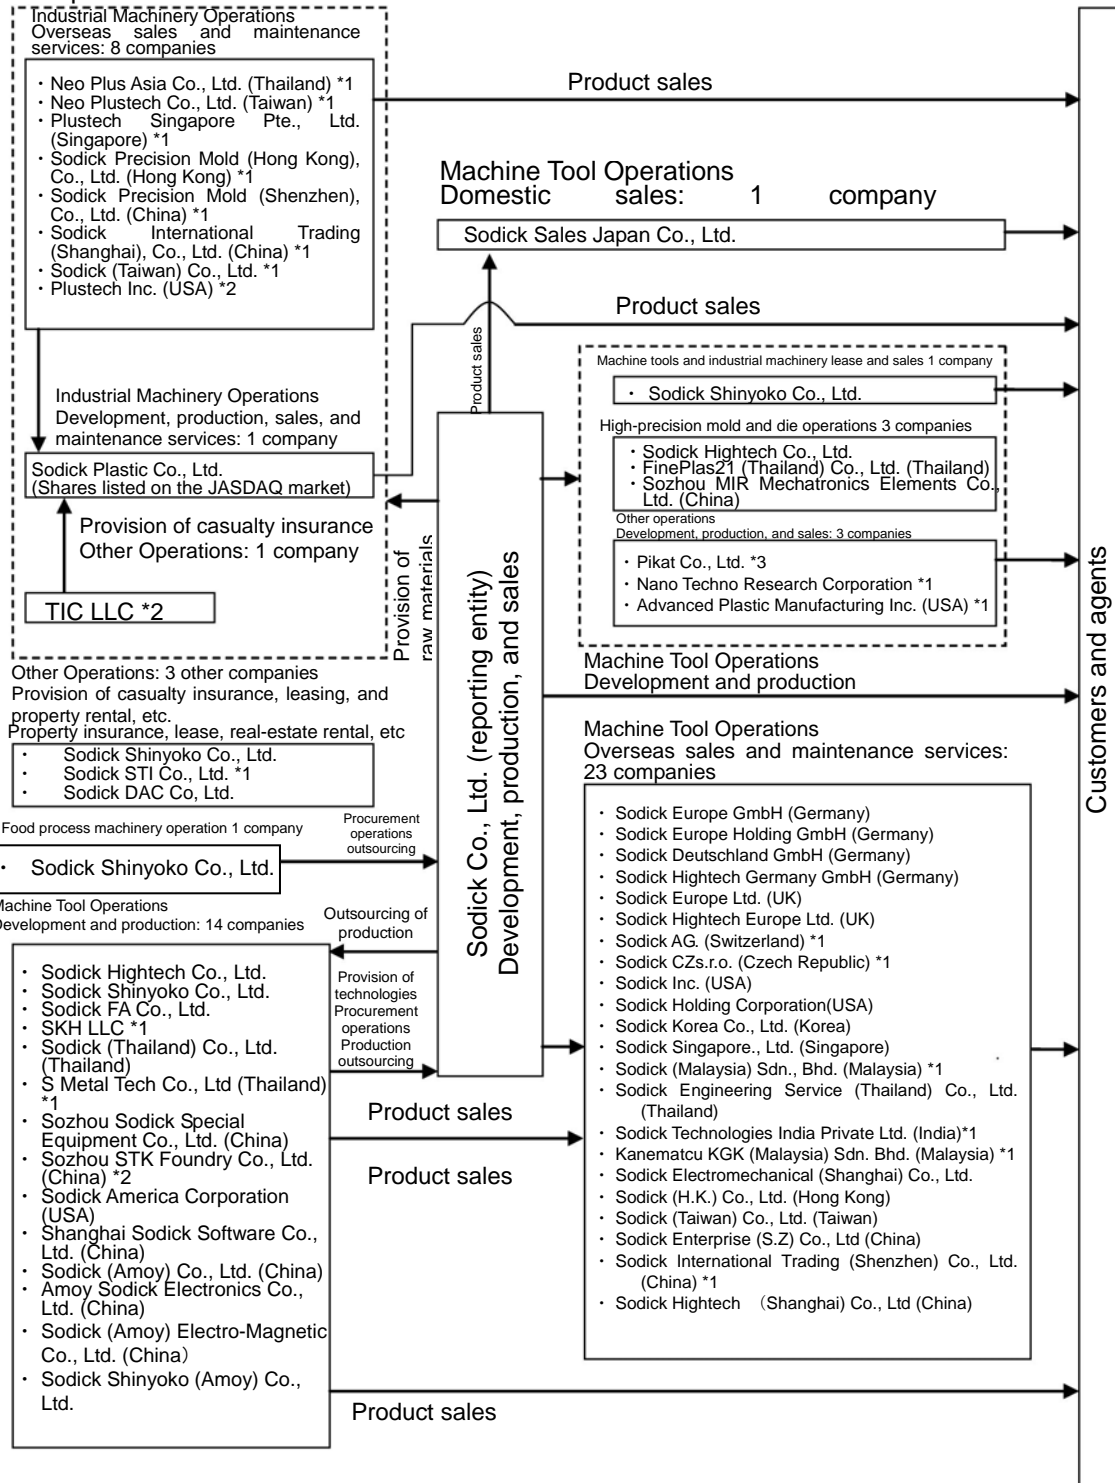 Industrial Machinery Operations
Overseas sales and maintenance
services: 8 companies
・Neo Plus Asia Co., Ltd. (Thailand) *1
・Neo Plustech Co., Ltd. (Taiwan) *1
・Plustech Singapore Pte., Ltd.
(Singapore) *1
・Sodick Precision Mold (Hong Kong),
Co., Ltd. (Hong Kong) *1
・Sodick Precision Mold (Shenzhen),
Co., Ltd. (China) *1
・Sodick International Trading
(Shanghai), Co., Ltd. (China) *1
・Sodick (Taiwan) Co., Ltd. *1
・Plustech Inc. (USA) *2
Product sales
Machine Tool Operations
Domestic sales: 1 company
Sodick Sales Japan Co., Ltd.
Product sales
Product sales
Industrial Machinery Operations
Development, production, sales, and
maintenance services: 1 company
Sodick Plastic Co., Ltd.
(Shares listed on the JASDAQ market)
Provision of casualty insurance
Other Operations: 1 company
TIC LLC *2
Provision of
raw materials
Machine tools and industrial machinery lease and sales 1 company
・ Sodick Shinyoko Co., Ltd.
High-precision mold and die operations 3 companies
・Sodick Hightech Co., Ltd.
・FinePlas21 (Thailand) Co., Ltd. (Thailand)
・Sozhou MIR Mechatronics Elements Co.,
Ltd. (China)
Other operations
Development, production, and sales: 3 companies
・Pikat Co., Ltd. *3
・Nano Techno Research Corporation *1
・Advanced Plastic Manufacturing Inc. (USA) *1
Sodick Co., Ltd. (reporting entity)
Development, production, and sales
Customers and agents
Other Operations: 3 other companies
Provision of casualty insurance, leasing, and
property rental, etc.
Property insurance, lease, real-estate rental, etc
・ Sodick Shinyoko Co., Ltd.
・ Sodick STI Co., Ltd. *1
・ Sodick DAC Co, Ltd.
Machine Tool Operations
Development and production
Food process machinery operation 1 company
・ Sodick Shinyoko Co., Ltd.
Procurement
operations
outsourcing
Machine Tool Operations
Development and production: 14 companies
・ Sodick Hightech Co., Ltd.
・ Sodick Shinyoko Co., Ltd.
・ Sodick FA Co., Ltd.
・ SKH LLC *1
・ Sodick (Thailand) Co., Ltd.
(Thailand)
・ S Metal Tech Co., Ltd (Thailand)
*1
・ Sozhou Sodick Special
Equipment Co., Ltd. (China)
・ Sozhou STK Foundry Co., Ltd.
(China) *2
・ Sodick America Corporation
(USA)
・ Shanghai Sodick Software Co.,
Ltd. (China)
・ Sodick (Amoy) Co., Ltd. (China)
・ Amoy Sodick Electronics Co.,
Ltd. (China)
・ Sodick (Amoy) Electro-Magnetic
Co., Ltd. (China）
・ Sodick Shinyoko (Amoy) Co.,
Ltd.
Outsourcing of
production
Provision of
technologies
Procurement
operations
Production
outsourcing
Product sales
Product sales
Product sales
Machine Tool Operations
Overseas sales and maintenance services:
23 companies
・ Sodick Europe GmbH (Germany)
・ Sodick Europe Holding GmbH (Germany)
・ Sodick Deutschland GmbH (Germany)
・ Sodick Hightech Germany GmbH (Germany)
・ Sodick Europe Ltd. (UK)
・ Sodick Hightech Europe Ltd. (UK)
・ Sodick AG. (Switzerland) *1
・ Sodick CZs.r.o. (Czech Republic) *1
・ Sodick Inc. (USA)
・ Sodick Holding Corporation(USA)
・ Sodick Korea Co., Ltd. (Korea)
・ Sodick Singapore., Ltd. (Singapore)
・ Sodick (Malaysia) Sdn., Bhd. (Malaysia) *1
・ Sodick Engineering Service (Thailand) Co., Ltd.
(Thailand)
・ Sodick Technologies India Private Ltd. (India)*1
・ Kanematcu KGK (Malaysia) Sdn. Bhd. (Malaysia) *1
・ Sodick Electromechanical (Shanghai) Co., Ltd.
・ Sodick (H.K.) Co., Ltd. (Hong Kong)
・ Sodick (Taiwan) Co., Ltd. (Taiwan)
・ Sodick Enterprise (S.Z) Co., Ltd (China)
・ Sodick International Trading (Shenzhen) Co., Ltd.
(China) *1
・ Sodick Hightech （Shanghai) Co., Ltd (China)